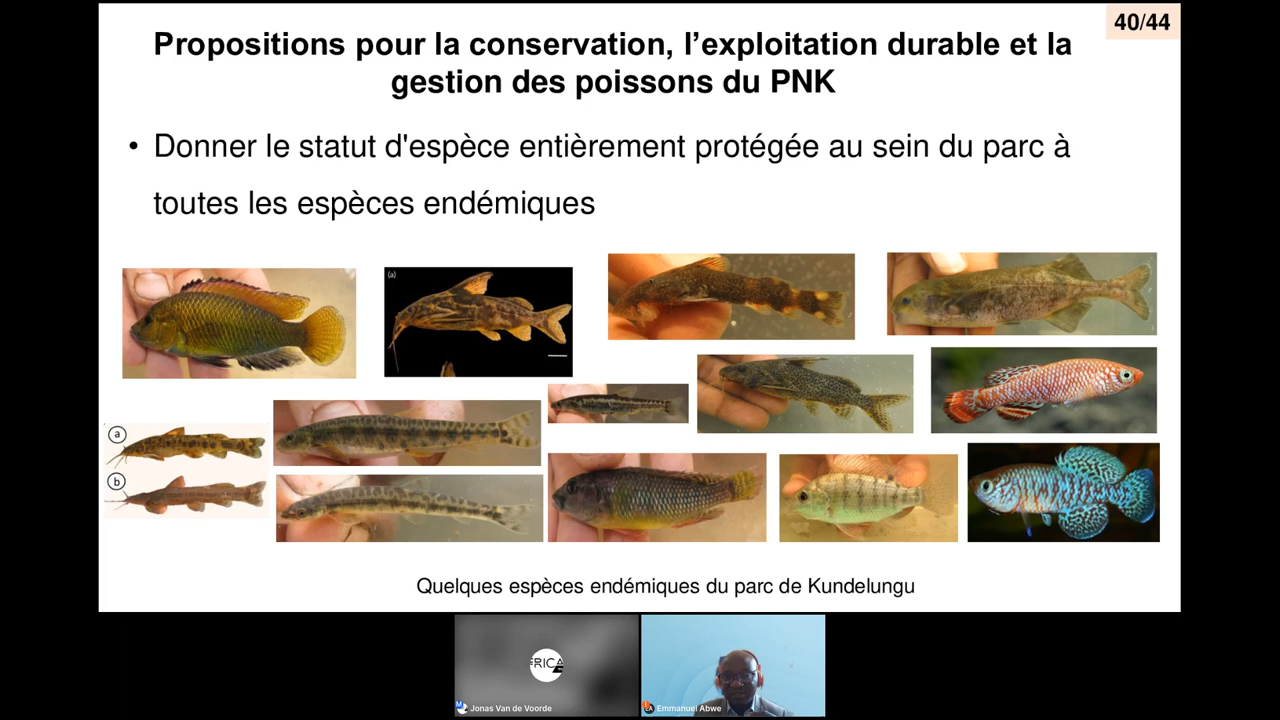 40/44
Propositions pour la conservation, l’exploitation durable et la
gestion des poissons du PNK
• Donner le statut d'espèce entièrement protégée au sein du parc à
toutes les espèces endémiques
(a)
a
b
Quelques espèces endémiques du parc de Kundelungu
FRICA
Jonas Van de Voorde
Emmanuel Abwe